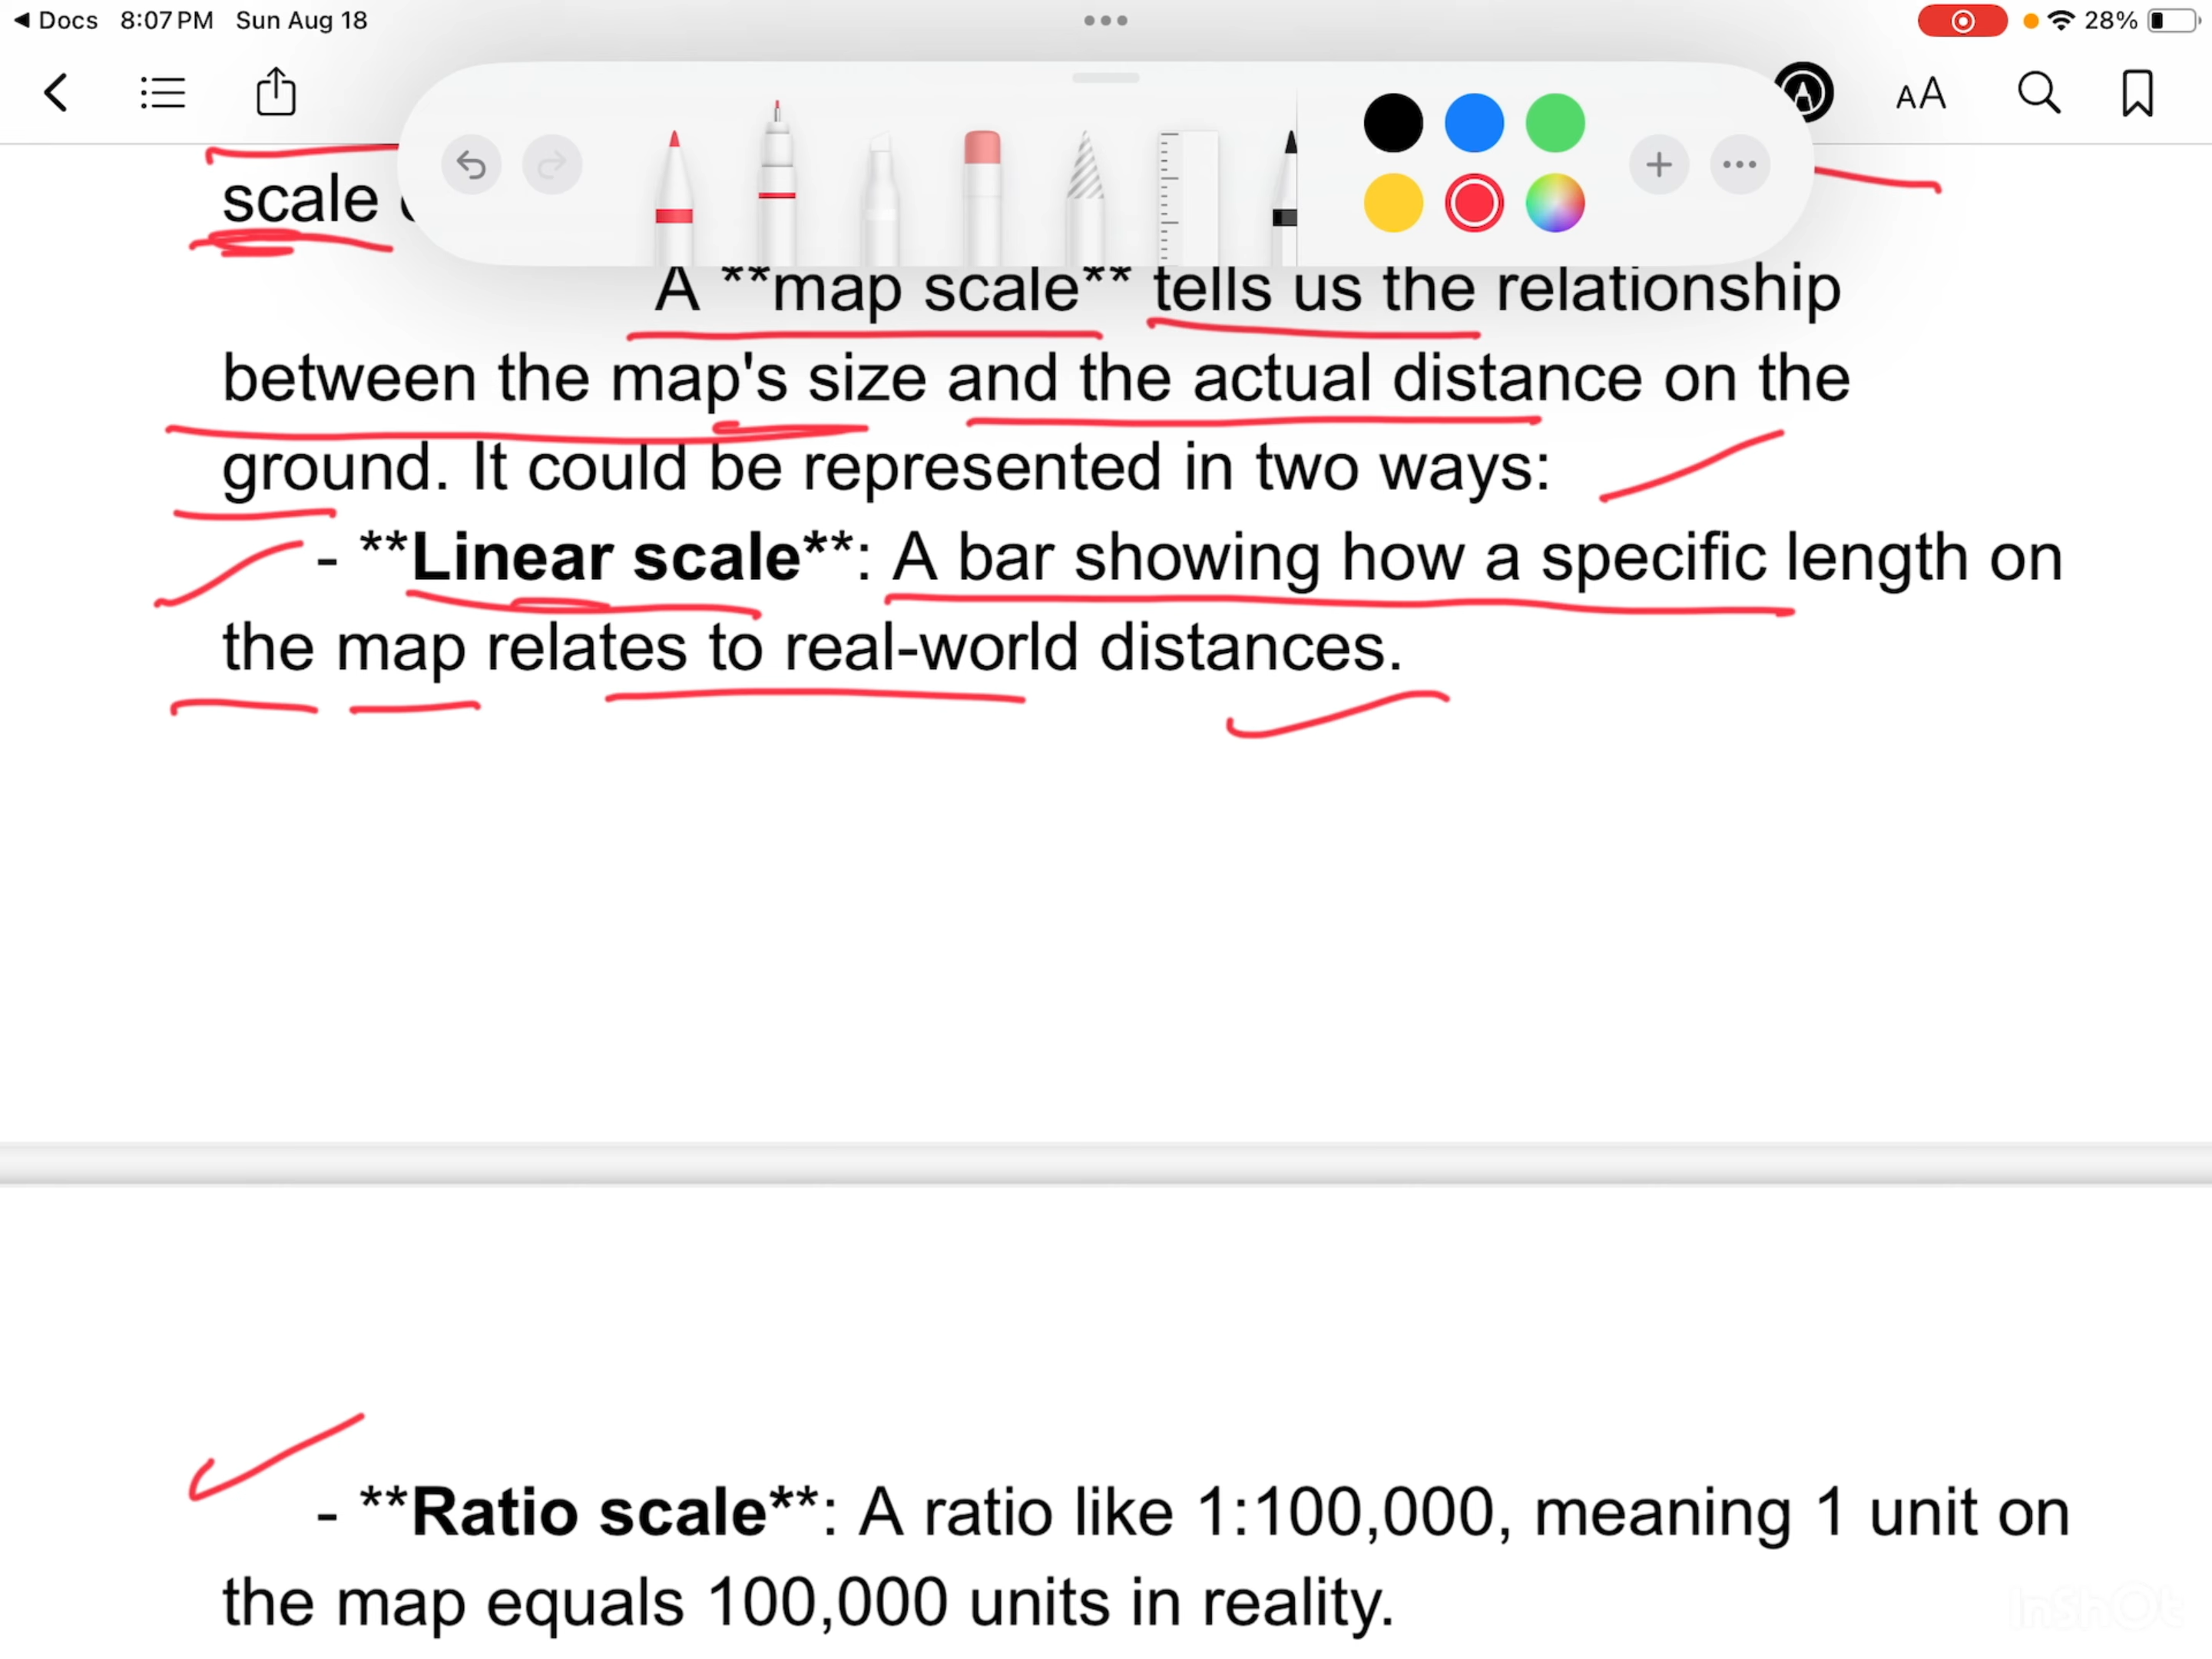 ◀ Docs 8:07 PM Sun Aug 18 28%
AA
scale
A **map scale** tells us the relationship
between the map's size and the actual distance on the
ground. It could be represented in two ways:
- **Linear scale**: A bar showing how a specific length on
the map relates to real-world distances.
- **Ratio scale**: A ratio like 1:100,000, meaning 1 unit on
the map equals 100,000 units in reality.
InShOt